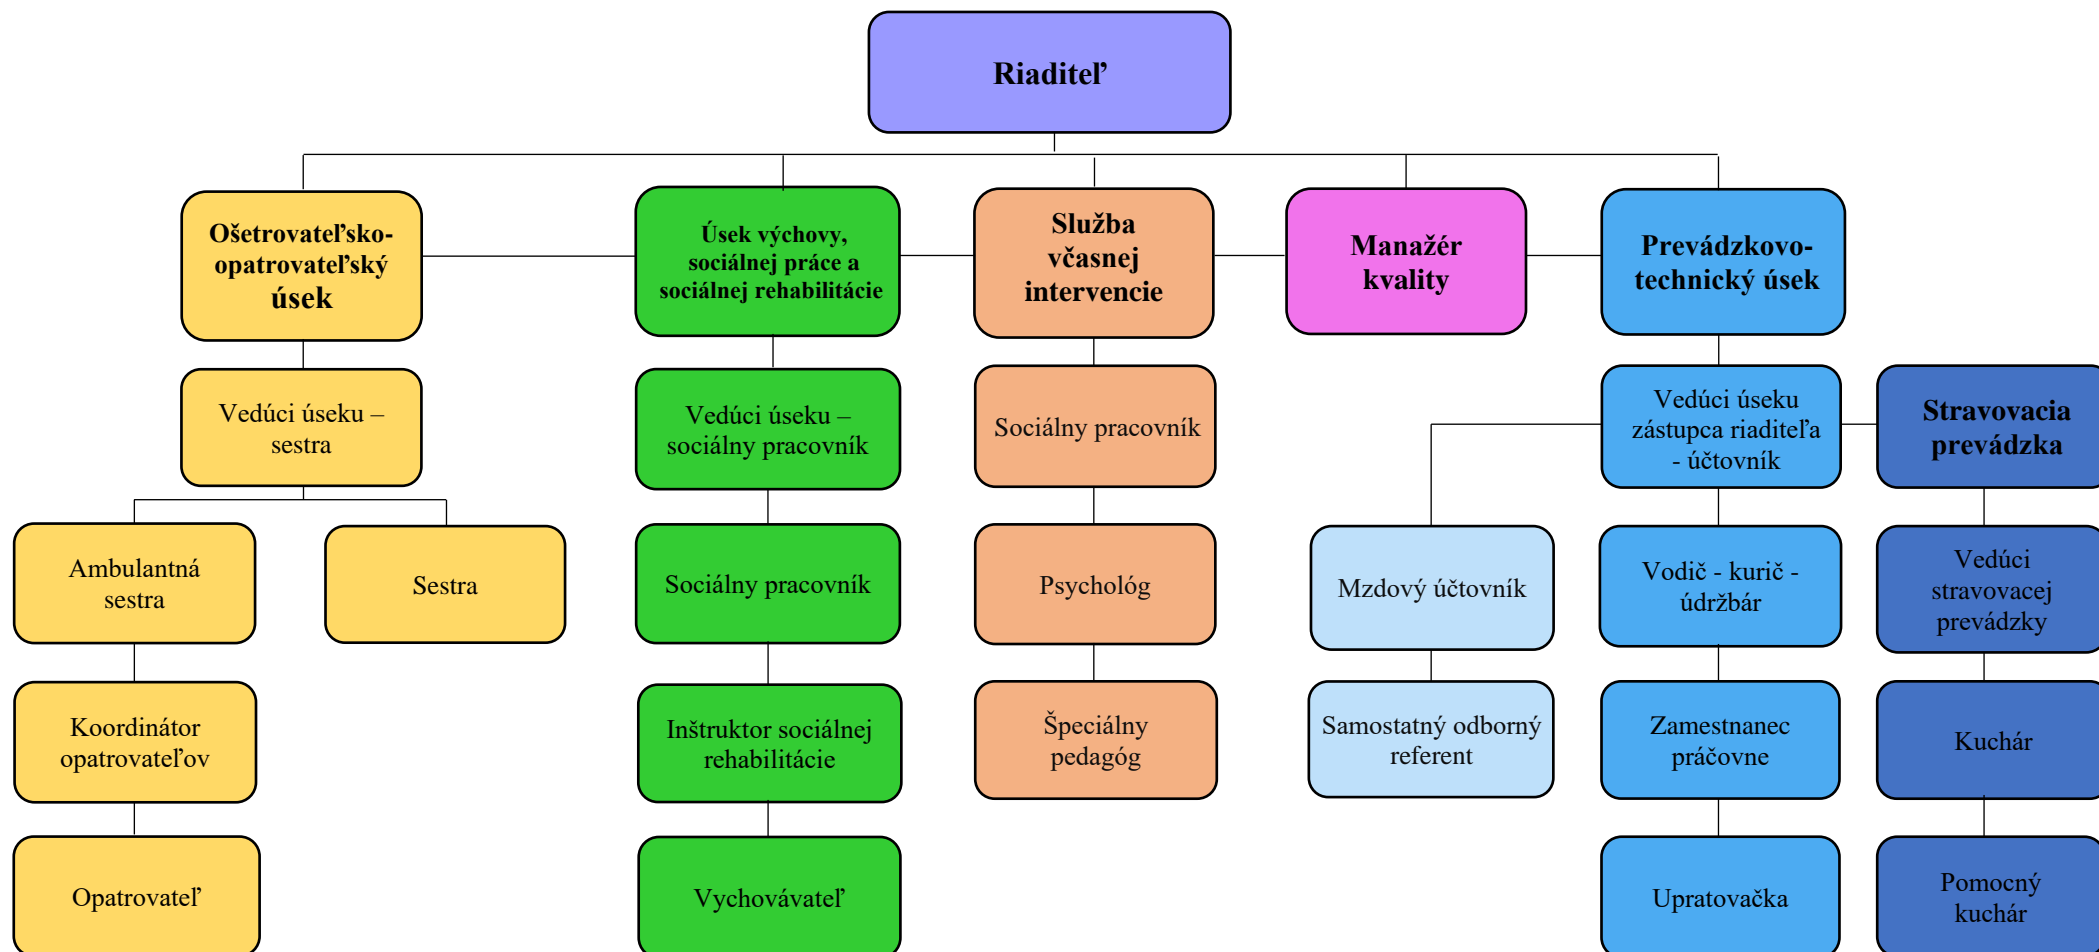 Riaditeľ
Ošetrovateľsko-
opatrovateľský
úsek
Úsek výchovy,
sociálnej práce a
sociálnej rehabilitácie
Služba
včasnej
intervencie
Manažér
kvality
Prevádzkovo-
technický úsek
Vedúci úseku –
sestra
Vedúci úseku –
sociálny pracovník
Sociálny pracovník
Vedúci úseku
zástupca riaditeľa
- účtovník
Stravovacia
prevádzka
Ambulantná
sestra
Sestra
Sociálny pracovník
Psychológ
Mzdový účtovník
Vodič - kurič -
údržbár
Vedúci
stravovacej
prevádzky
Koordinátor
opatrovateľov
Inštruktor sociálnej
rehabilitácie
Špeciálny
pedagóg
Samostatný odborný
referent
Zamestnanec
práčovne
Kuchár
Opatrovateľ
Vychovávateľ
Upratovačka
Pomocný
kuchár